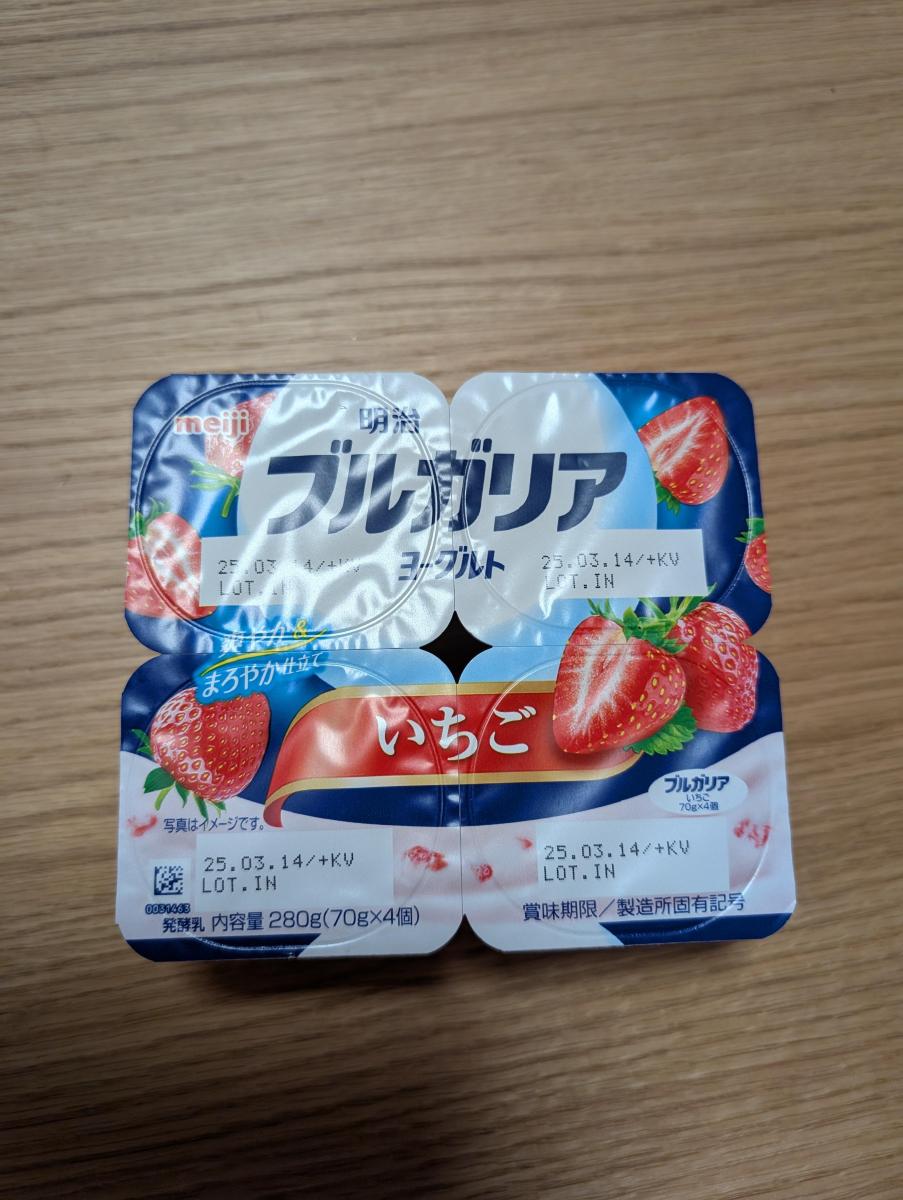 meiji
明治
ブルガリア
ヨーグルト
25.03.14/+KV
LOT.IN
25.03.14/+KV
LOT.IN
爽やか&
まろやか仕立て
いちご
ブルガリア
いちご
70g×4個
写真はイメージです。
25.03.14/+KV
LOT.IN
25.03.14/+KV
LOT.IN
0031463
発酵乳 内容量 280g(70g×4個)
賞味期限/製造所固有記号